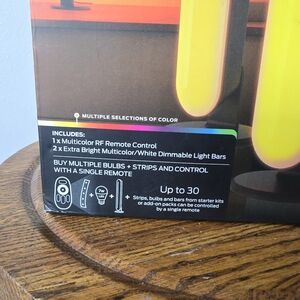 MULTIPLE SELECTIONS OF COLOR
INCLUDES:
1 x Multicolor RF Remote Control
2 x Extra Bright Multicolor/White Dimmable Light Bars
BUY MULTIPLE BULBS + STRIPS AND CONTROL
WITH A SINGLE REMOTE
Up to 30
Strips, bulbs and bars from starter kits
or add-on packs can be controlled
by a single remote